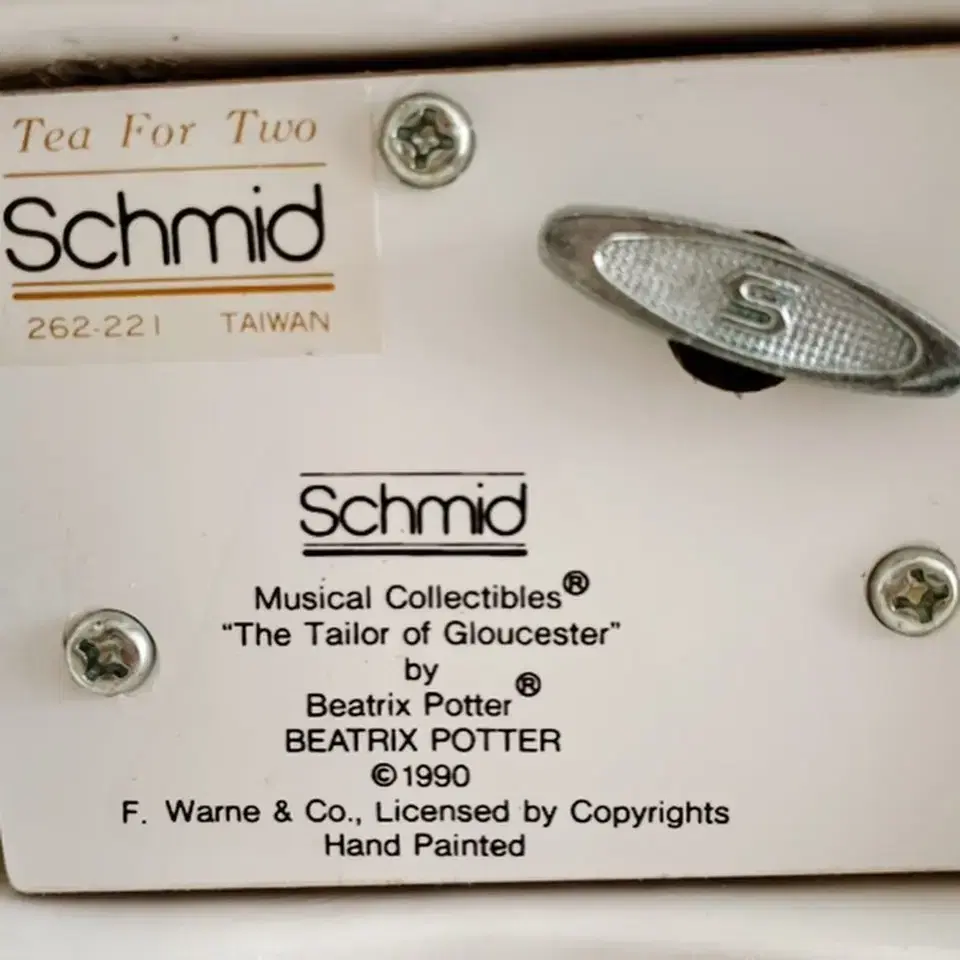 Tea For Two
Schmid
262-221 TAIWAN
S
Schmid
Musical Collectibles®
"The Tailor of Gloucester"
by
Beatrix Potter®
BEATRIX POTTER
©1990
F. Warne & Co., Licensed by Copyrights
Hand Painted